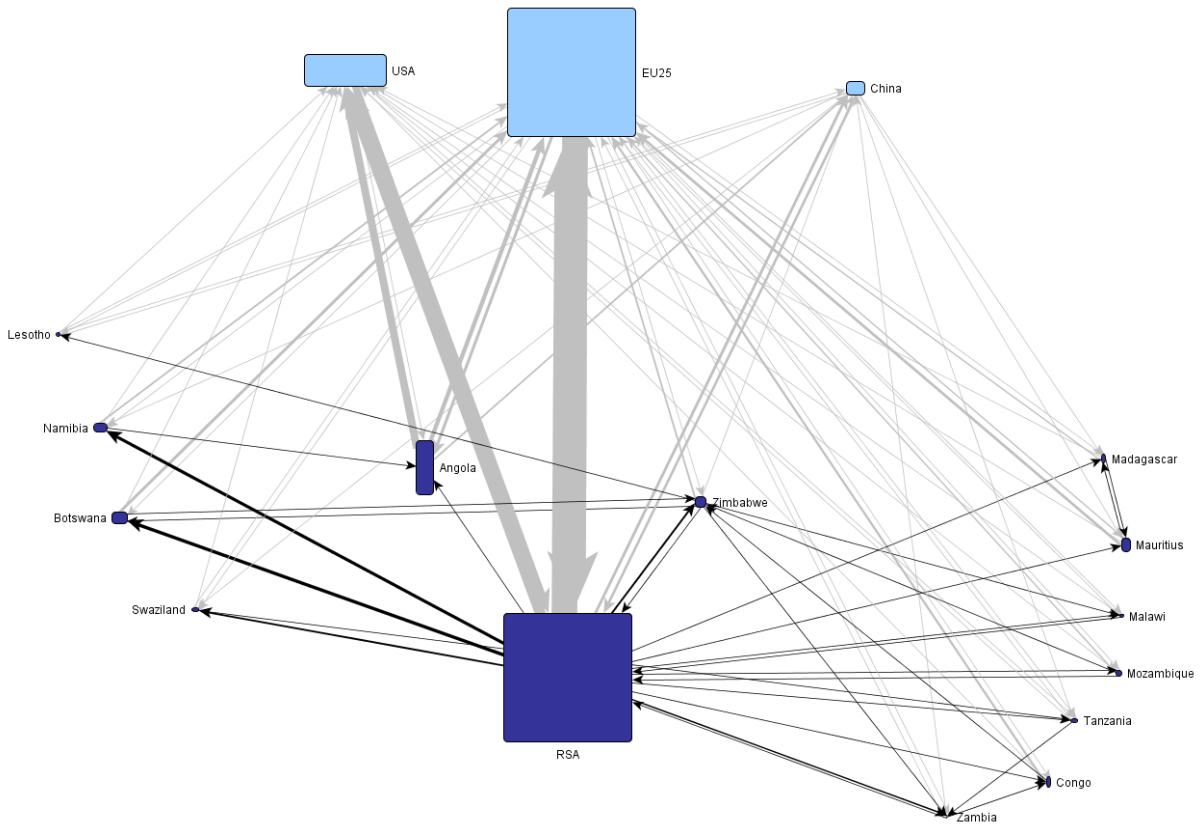 USA
EU25
China
Lesotho
Namibia
Angola
Madagascar
Zimbabwe
Botswana
Mauritius
Swaziland
Malawi
Mozambique
Tanzania
RSA
Congo
Zambia